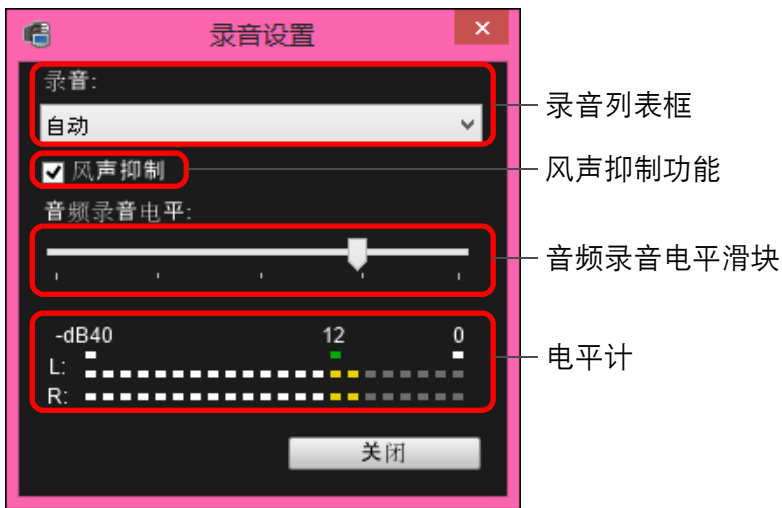 录音设置
录音:
自动
录音列表框
风声抑制
风声抑制功能
音频录音电平:
音频录音电平滑块
-dB40 12 0
L:
R:
电平计
关闭